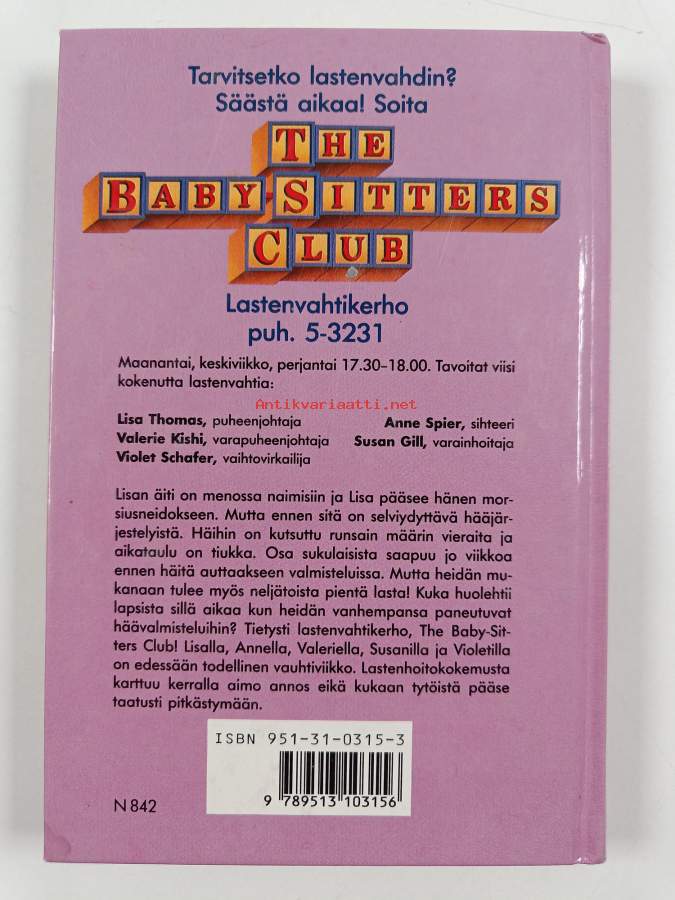 Tarvitsetko lastenvahdin?
Säästä aikaa! Soita
THE
BABY-SITTERS
CLUB
Lastenvahtikerho
puh. 5-3231
Maanantai, keskiviikko, perjantai 17.30–18.00. Tavoitat viisi
kokenutta lastenvahtia:
Antikvariaatti.net
Lisa Thomas, puheenjohtaja Anne Spier, sihteeri
Valerie Kishi, varapuheenjohtaja Susan Gill, varainhoitaja
Violet Schafer, vaihtovirkailija
Lisan äiti on menossa naimisiin ja Lisa pääsee hänen mor-
siusneidokseen. Mutta ennen sitä on selviydyttävä hääjär-
jestelyistä. Häihin on kutsuttu runsain määrin vieraita ja
aikataulu on tiukka. Osa sukulaisista saapuu jo viikkoa
ennen häitä auttaakseen valmisteluissa. Mutta heidän mu-
kanaan tulee myös neljätoista pientä lasta! Kuka huolehtii
lapsista sillä aikaa kun heidän vanhempansa paneutuvat
häävalmisteluihin? Tietysti lastenvahtikerho, The Baby-Sit-
ters Club! Lisalla, Annella, Valeriella, Susanilla ja Violetilla
on edessään todellinen vauhtiviikko. Lastenhoitokokemusta
karttuu kerralla aimo annos eikä kukaan tytöistä pääse
taatusti pitkästymään.
ISBN 951-31-0315-3
9 789513 103156
N 842